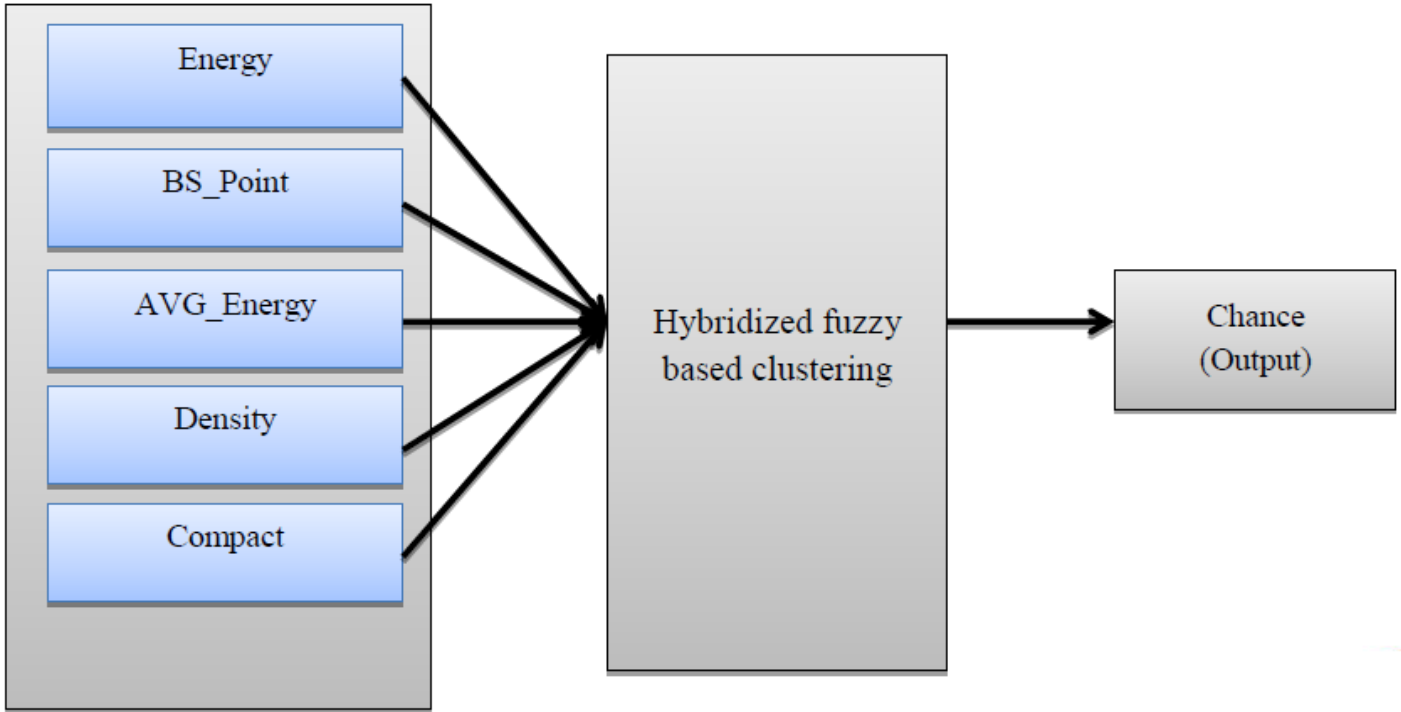 Energy
BS_Point
AVG_Energy
Density
Compact
Hybridized fuzzy
based clustering
Chance
(Output)